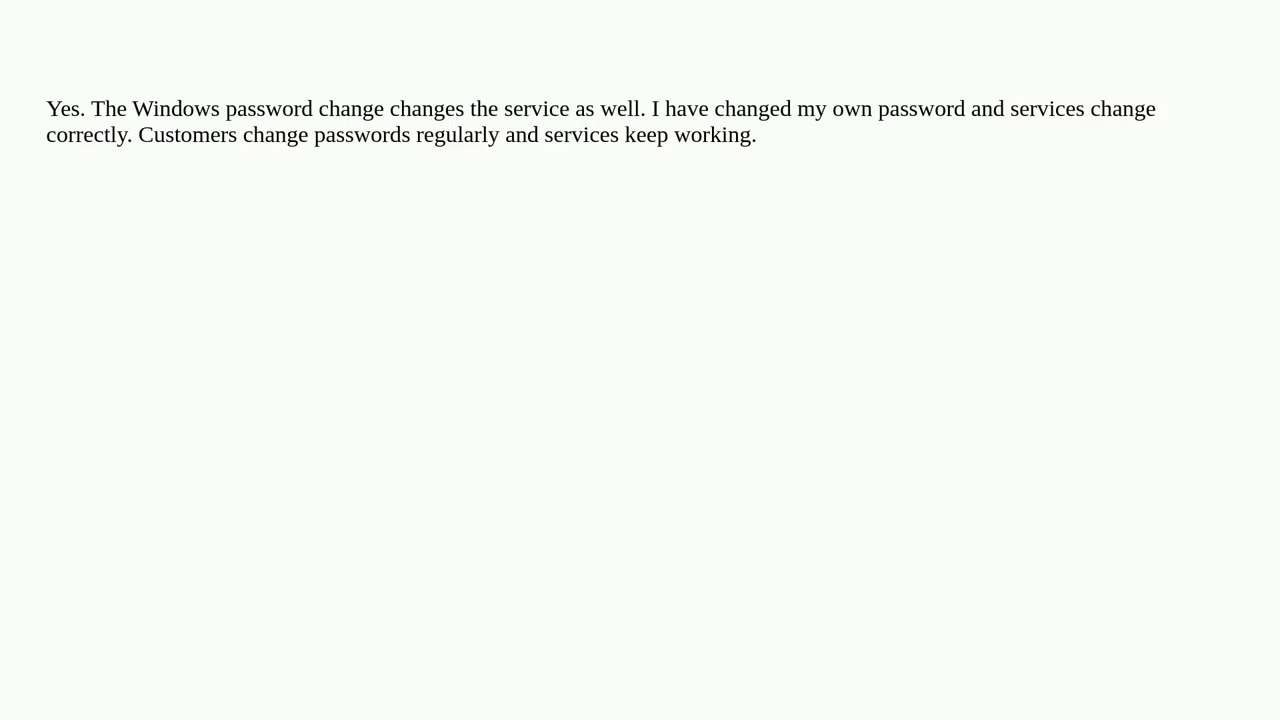 Yes. The Windows password change changes the service as well. I have changed my own password and services change
correctly. Customers change passwords regularly and services keep working.